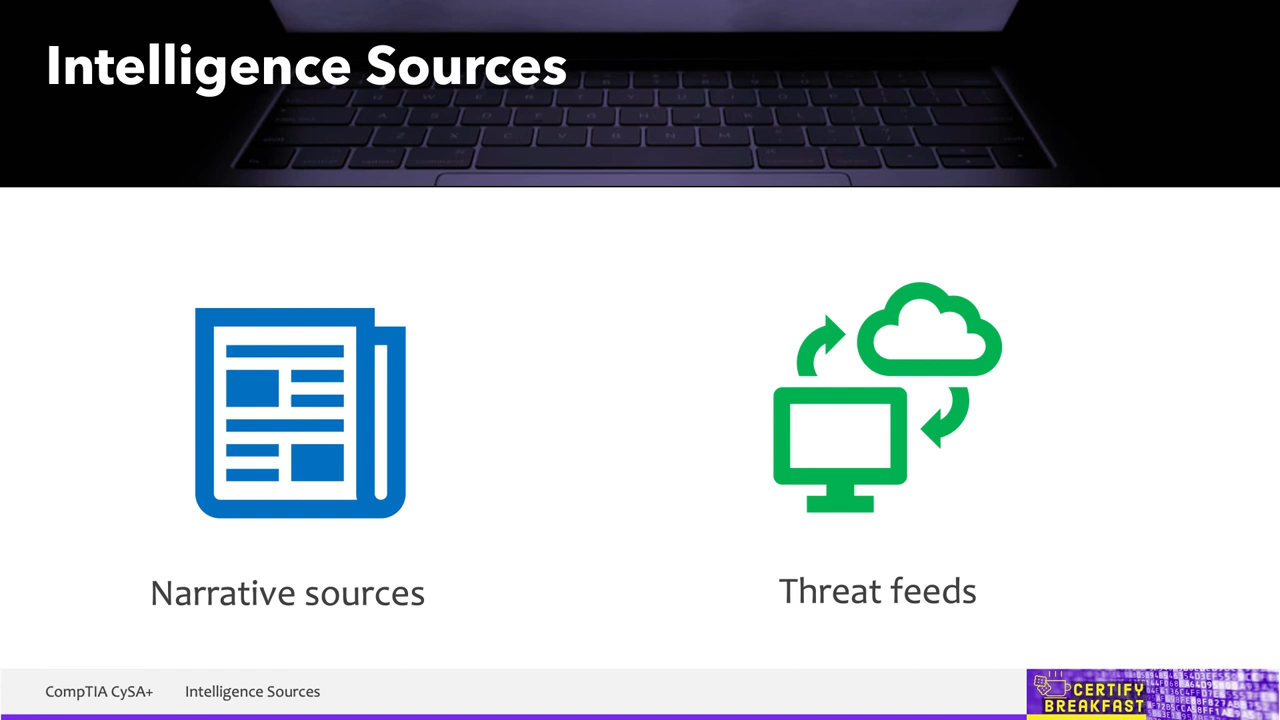 Intelligence Sources
Narrative sources
Threat feeds
CompTIA CySA+
Intelligence Sources
CERTIFY
BREAKFAST